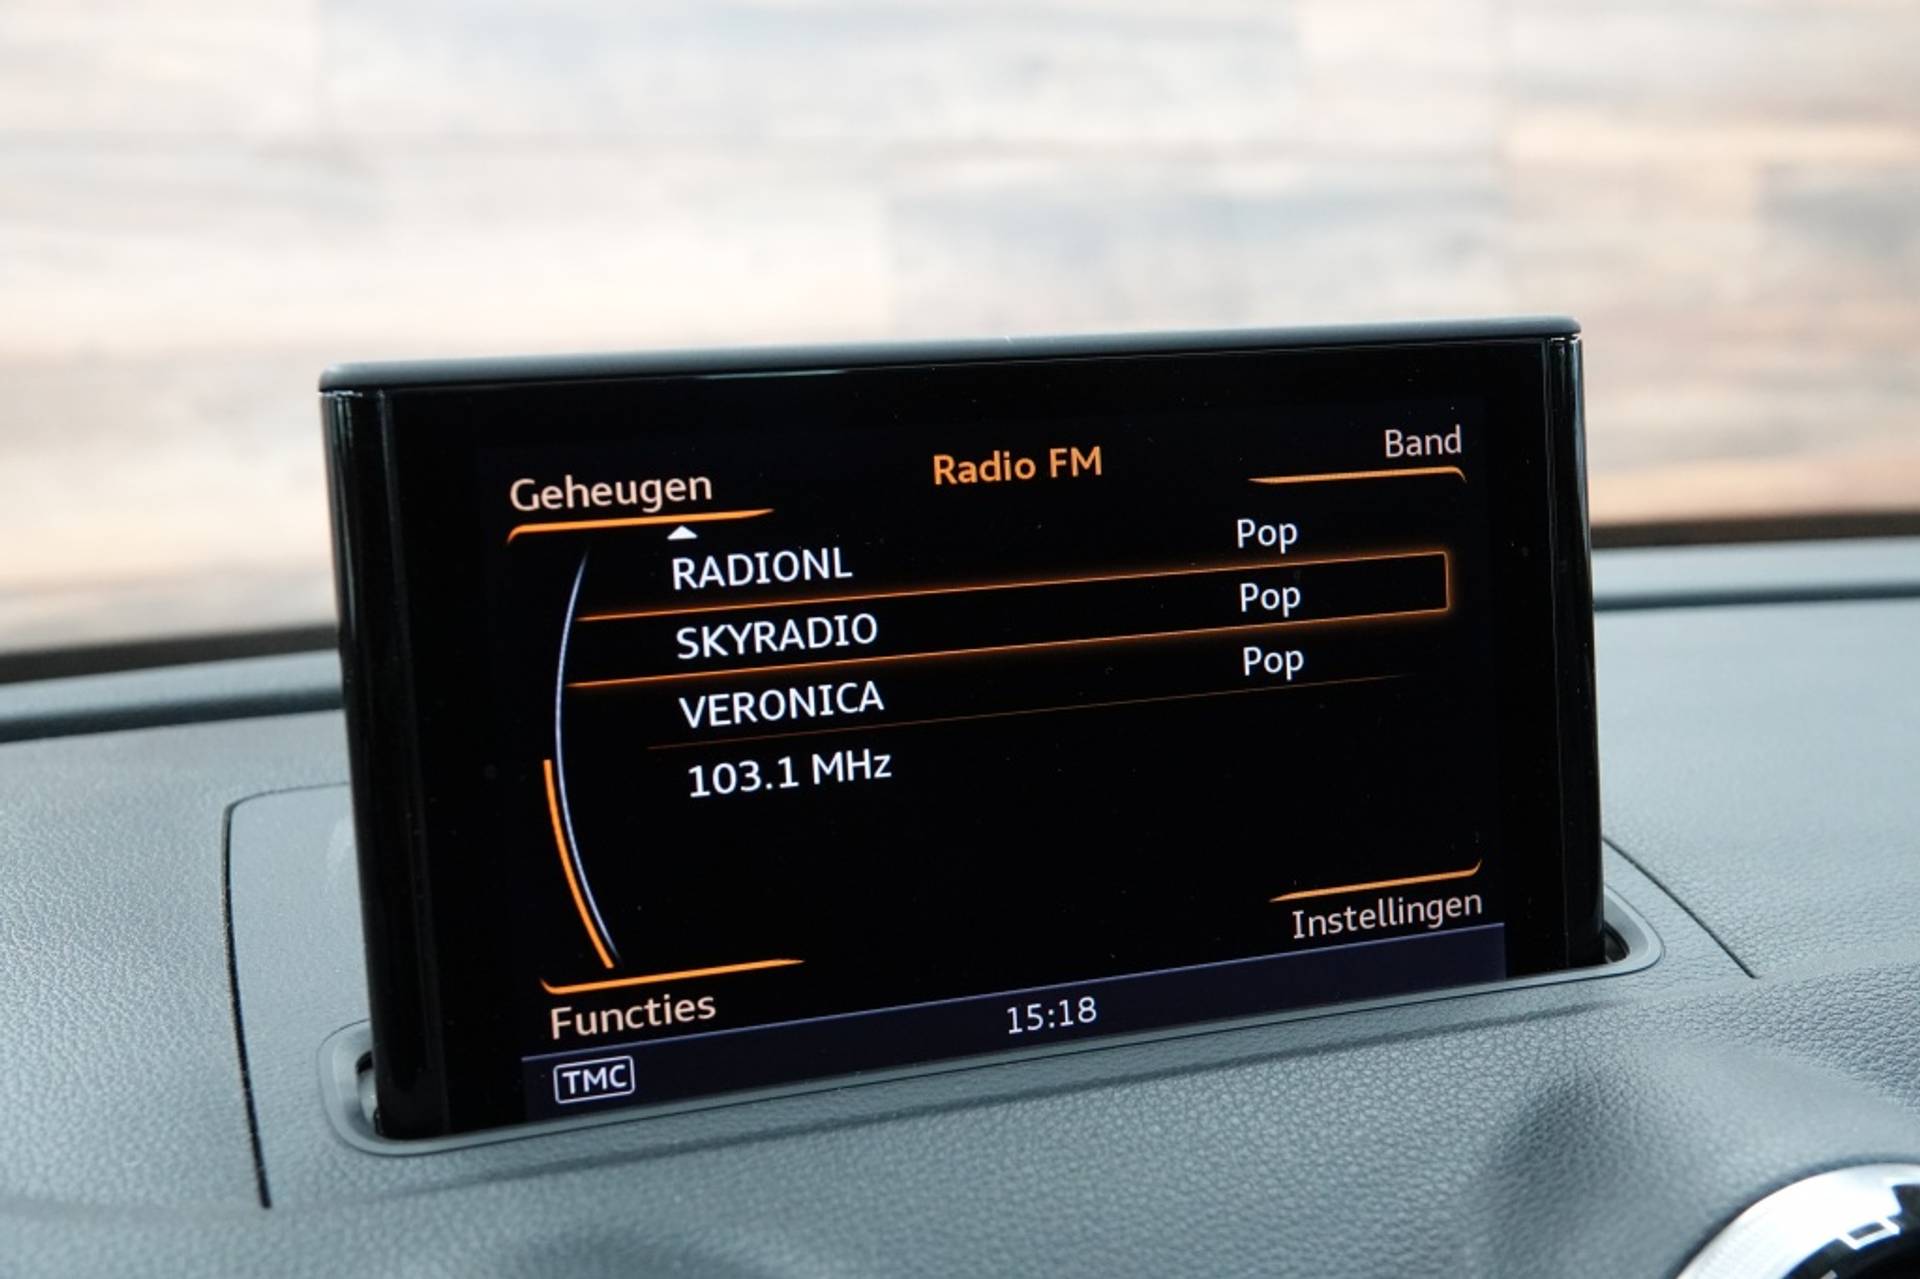 Geheugen
Radio FM
Band
RADIONL Pop
SKYRADIO Pop
VERONICA Pop
103.1 MHz
Functies
Instellingen
TMC
15:18